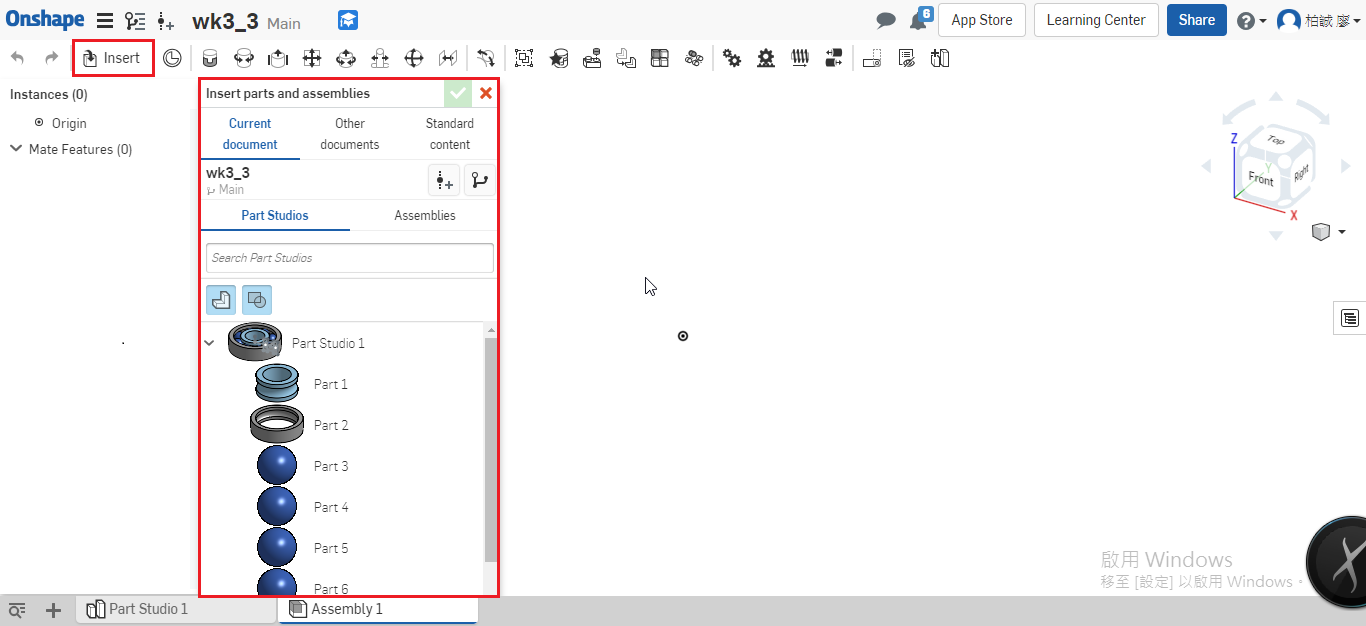 Onshape
wk3_3 Main
6
App Store
Learning Center
Share
柏誠 廖
Insert
Instances (0)
Origin
Mate Features (0)
Insert parts and assemblies
Current document
Other documents
Standard content
wk3_3
Main
Part Studios
Assemblies
Search Part Studios
Part Studio 1
Part 1
Part 2
Part 3
Part 4
Part 5
Part 6
Z
Top
Y
Front
Right
X
啟用 Windows
移至 [設定] 以啟用 Windows。
Part Studio 1
Assembly 1